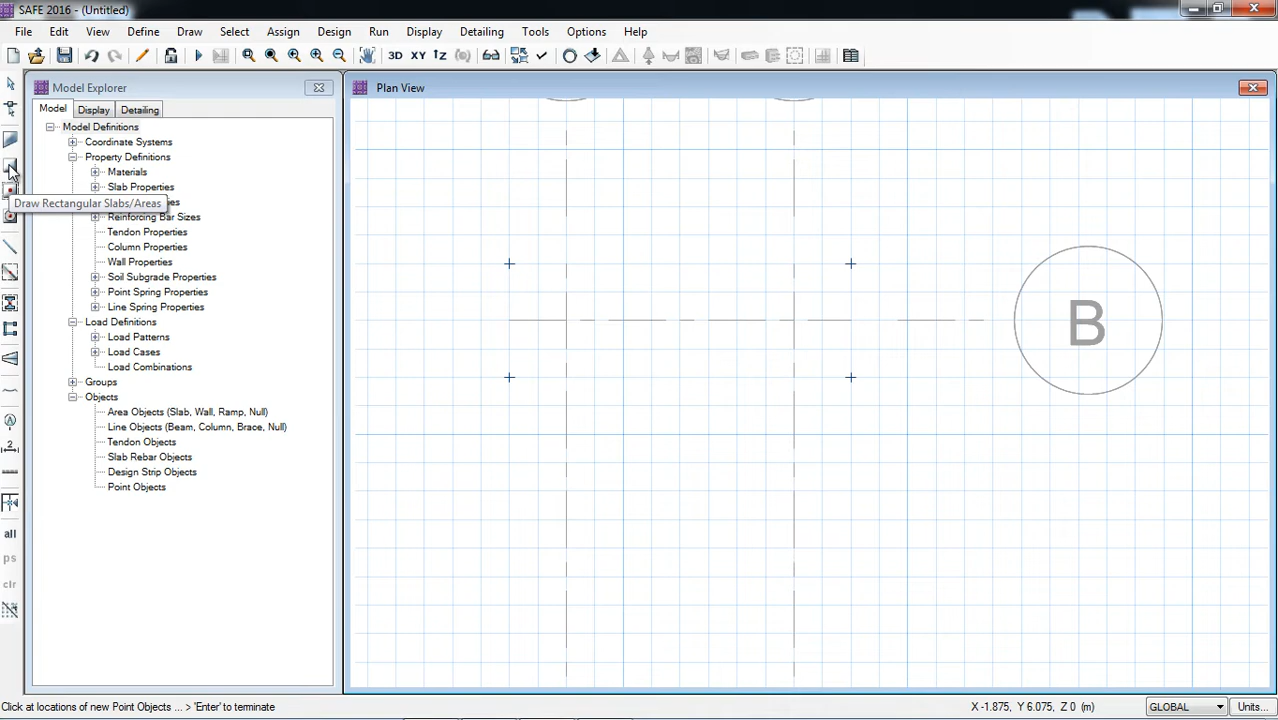 SAFE 2016 - (Untitled)
File Edit View Define Draw Select Assign Design Run Display Detailing Tools Options Help
3D XY
Model Explorer
Plan View
Model Display Detailing
Model Definitions
Coordinate Systems
Property Definitions
Materials
Slab Properties
Draw Rectangular Slabs/Areas
Reinforcing Bar Sizes
Tendon Properties
Column Properties
Wall Properties
Soil Subgrade Properties
Point Spring Properties
Line Spring Properties
Load Definitions
Load Patterns
Load Cases
Load Combinations
Groups
Objects
Area Objects (Slab, Wall, Ramp, Null)
Line Objects (Beam, Column, Brace, Null)
Tendon Objects
Slab Rebar Objects
Design Strip Objects
Point Objects
all
ps
clr
B
Click at locations of new Point Objects ... > 'Enter' to terminate
X -1.875, Y 6.075, Z 0 (m)
GLOBAL
Units...